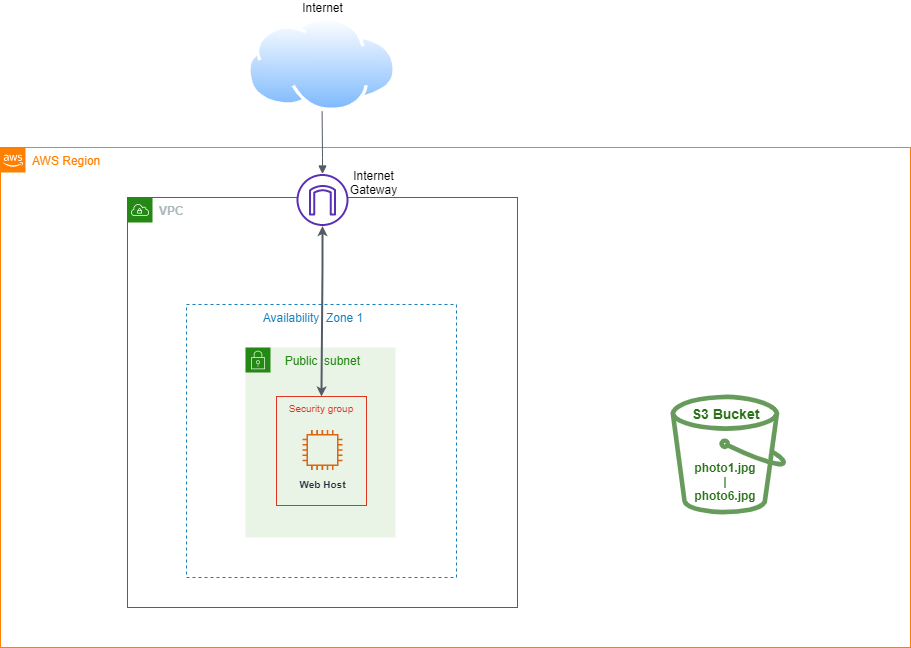 Internet
aws
AWS Region
Internet
Gateway
VPC
Availability Zone 1
Public subnet
Security group
Web Host
S3 Bucket
photo1.jpg
|
photo6.jpg